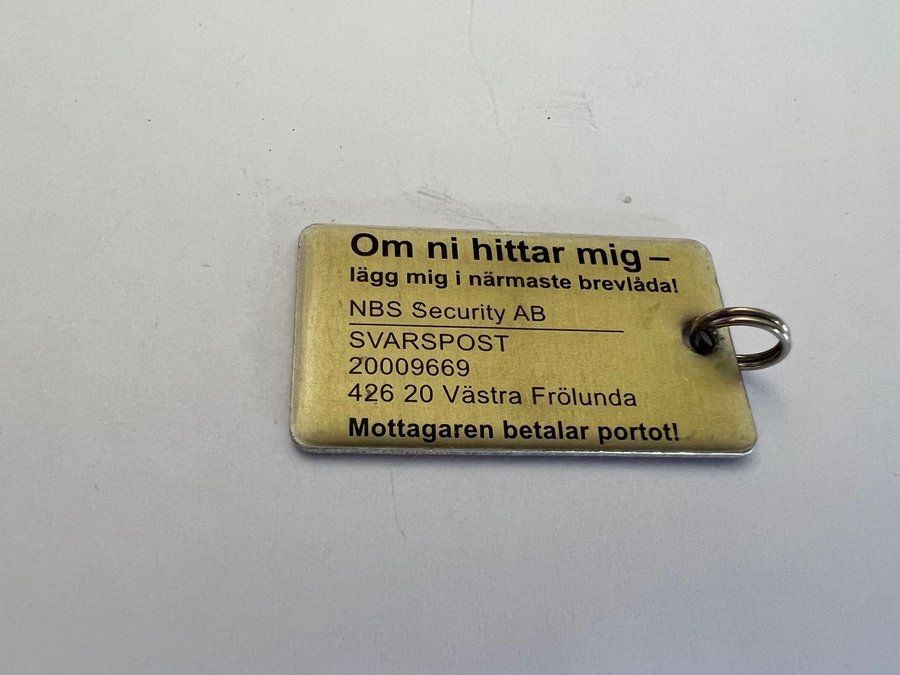 Om ni hittar mig –
lägg mig i närmaste brevlåda!
NBS Security AB
SVARSPOST
20009669
426 20 Västra Frölunda
Mottagaren betalar portot!